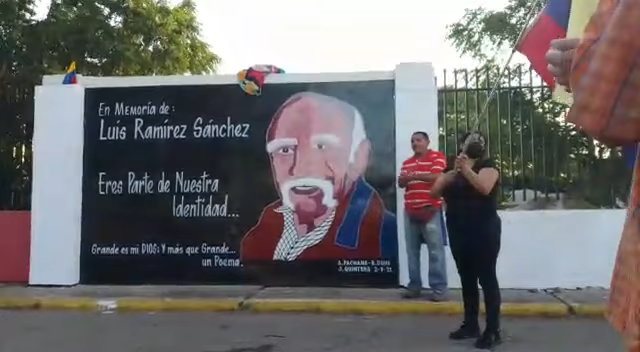 En Memoria de:
Luis Ramírez Sánchez
Eres Parte de Nuestra
Identidad...
Grande es mi DIOS; Y más que Grande...
un Poema.